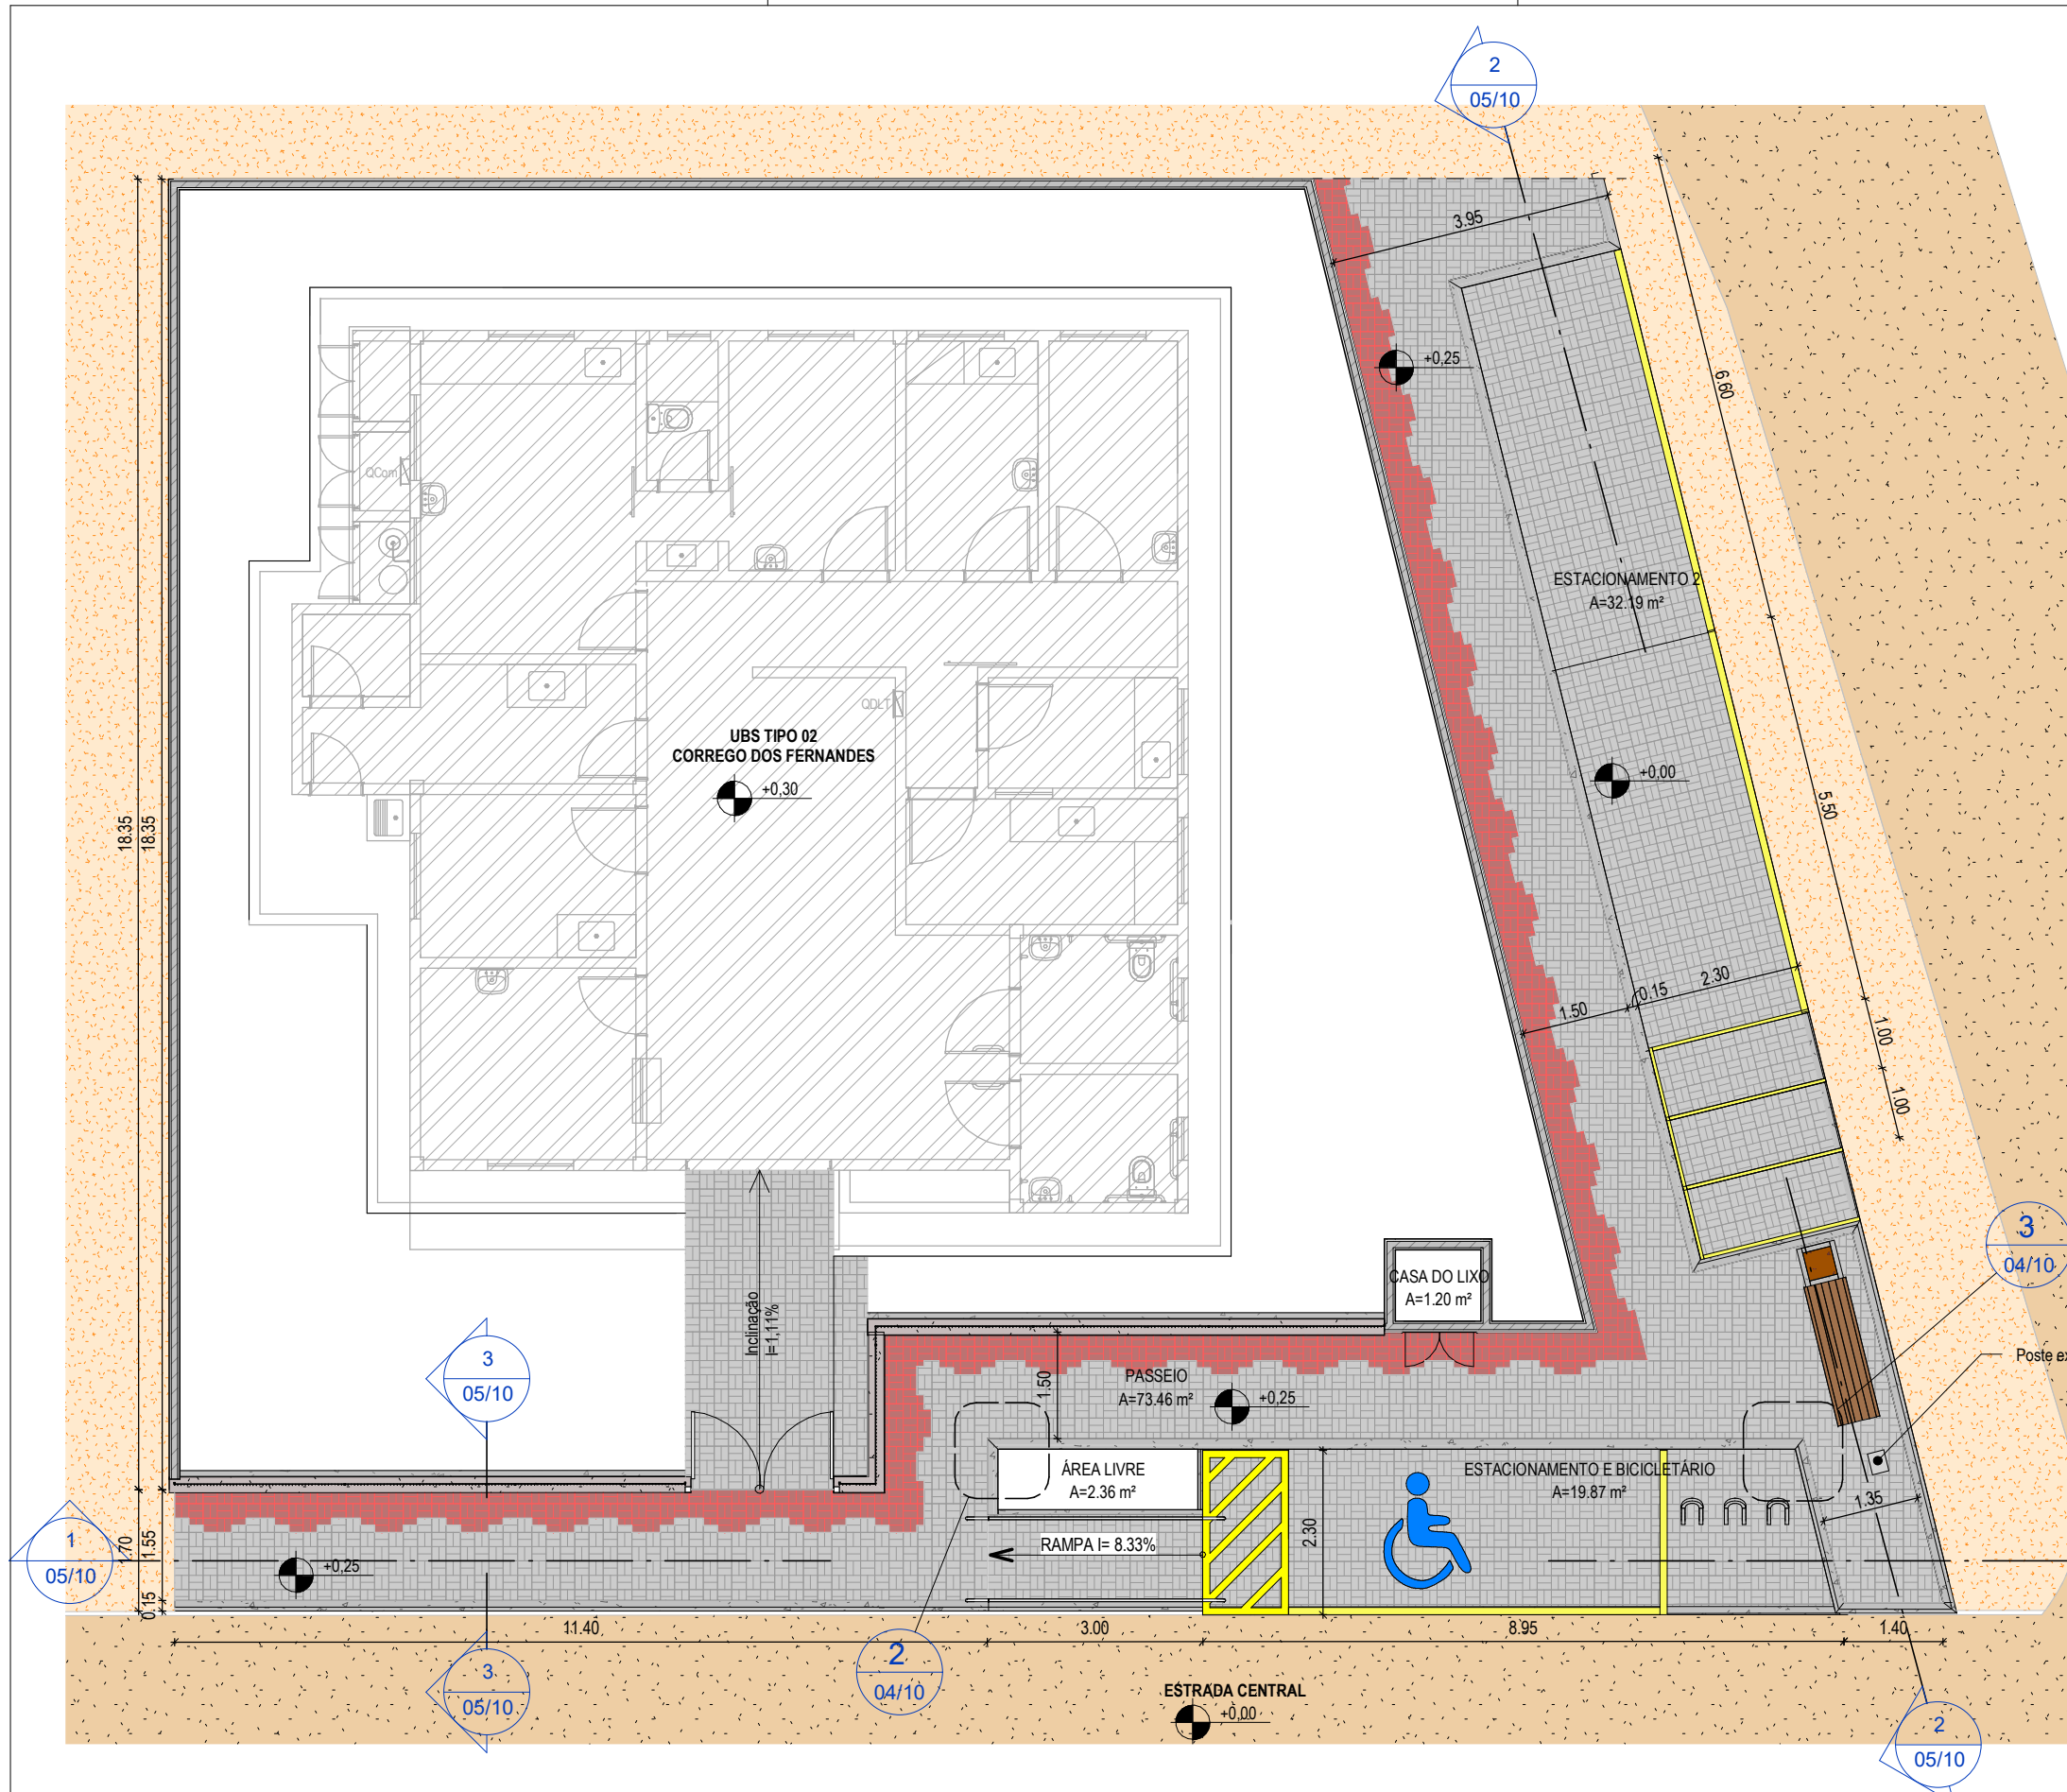 2
05/10
3.95
+0,25
6.60
ESTACIONAMENTO 2
A=32.19 m²
QCom
QDLT
UBS TIPO 02
CORREGO DOS FERNANDES
+0,30
+0,00
18.35
18.35
5.50
2.30
0.15
1.50
1.00
1.00
3
04/10
CASA DO LIXO
A=1.20 m²
Inclinação
I=1,11%
3
05/10
Poste ex
PASSEIO
A=73.46 m²
1.50
+0,25
ÁREA LIVRE
A=2.36 m²
ESTACIONAMENTO E BICICLETÁRIO
A=19.87 m²
1.35
RAMPA I= 8.33%
2.30
1
05/10
1.70
1.55
0.15
+0,25
11.40
3.00
8.95
1.40
3
05/10
2
04/10
ESTRADA CENTRAL
+0,00
2
05/10